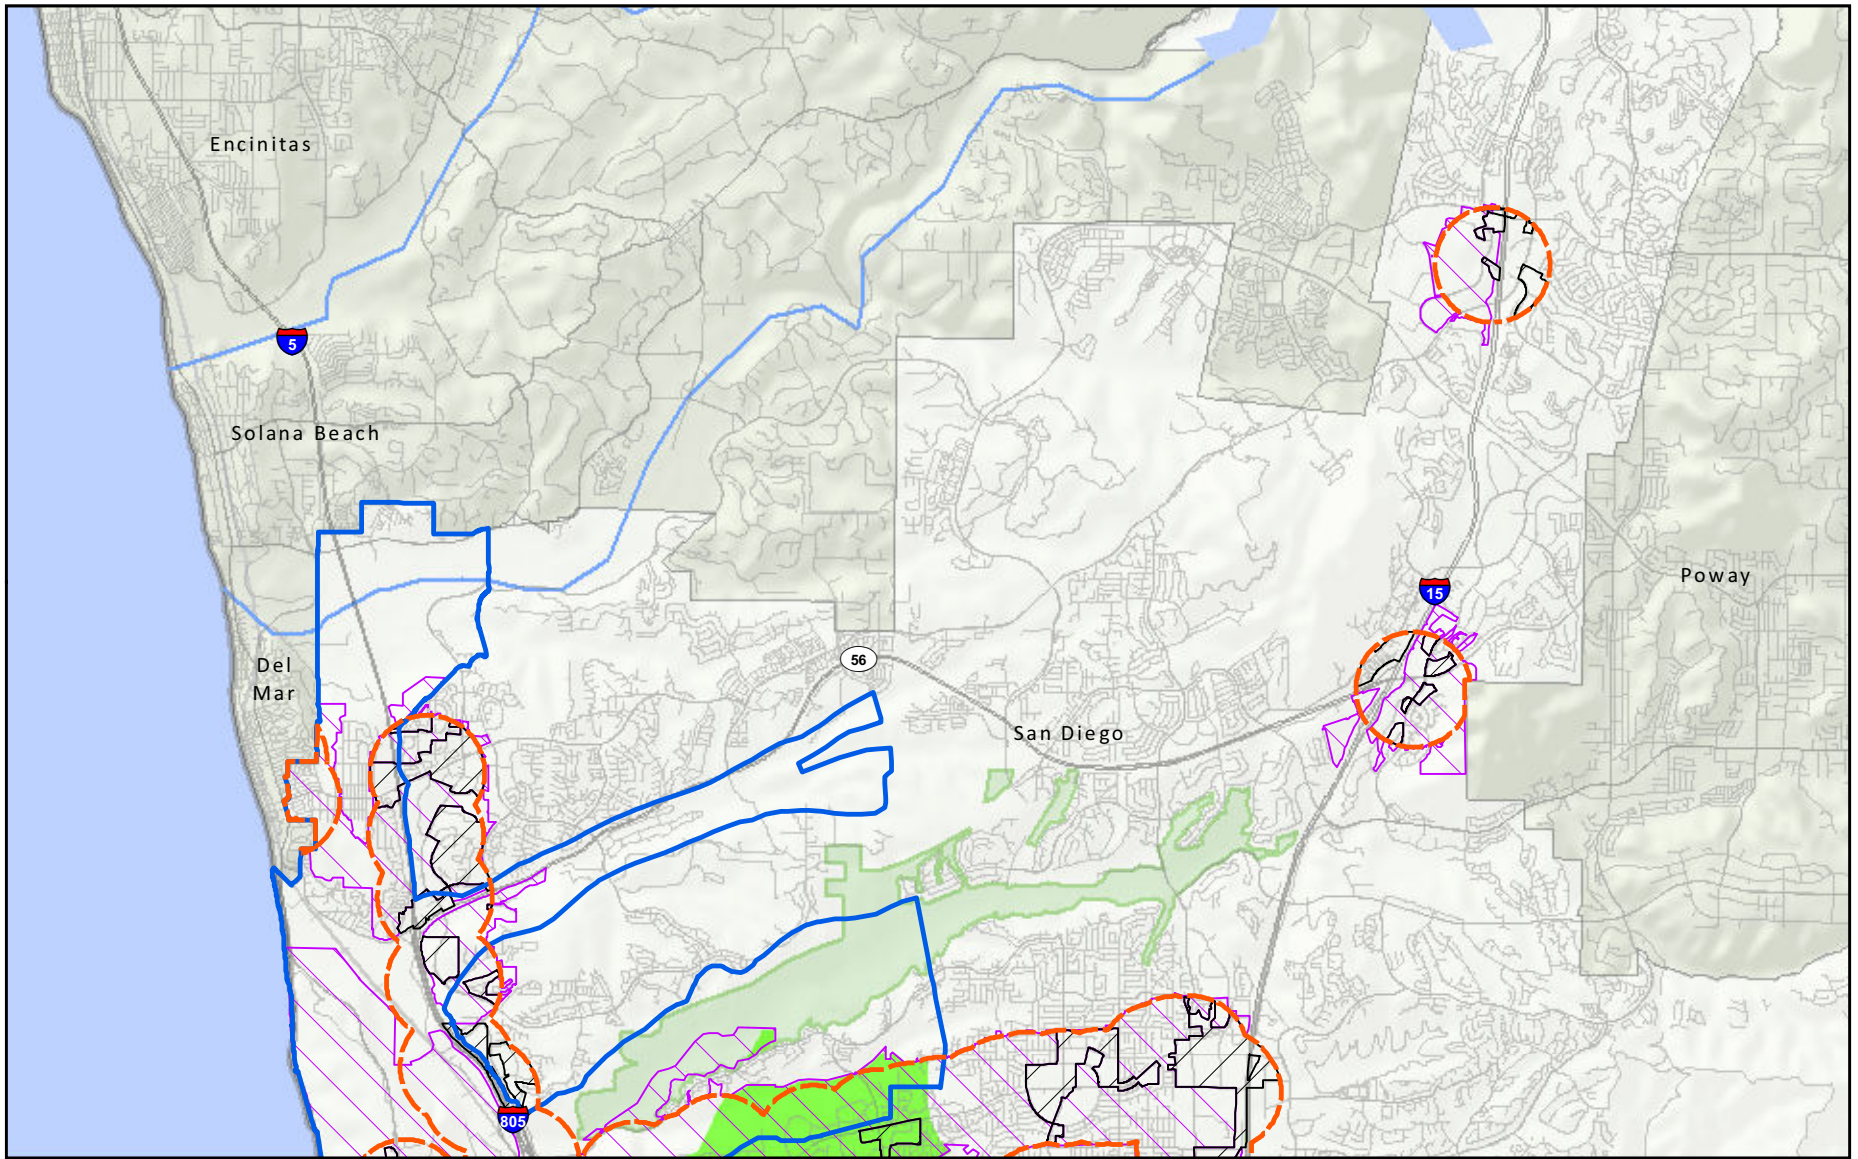 Encinitas
5
Solana Beach
Poway
15
Del
Mar
56
San Diego
805